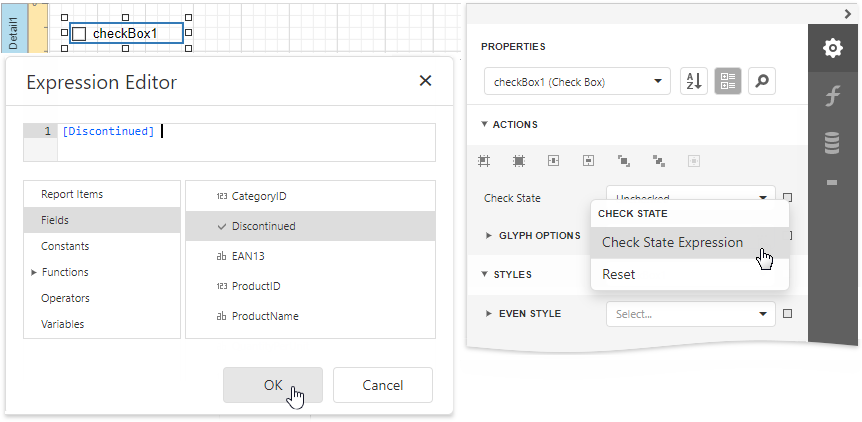 Detail1
checkBox1
Expression Editor
1 [Discontinued]
Report Items
Fields
Constants
Functions
Operators
Variables
123 CategoryID
Discontinued
ab EAN13
123 ProductID
ab ProductName
OK
Cancel
PROPERTIES
checkBox1 (Check Box)
ACTIONS
Check State
Unchecked
CHECK STATE
Check State Expression
Reset
GLYPH OPTIONS
STYLES
EVEN STYLE
Select...